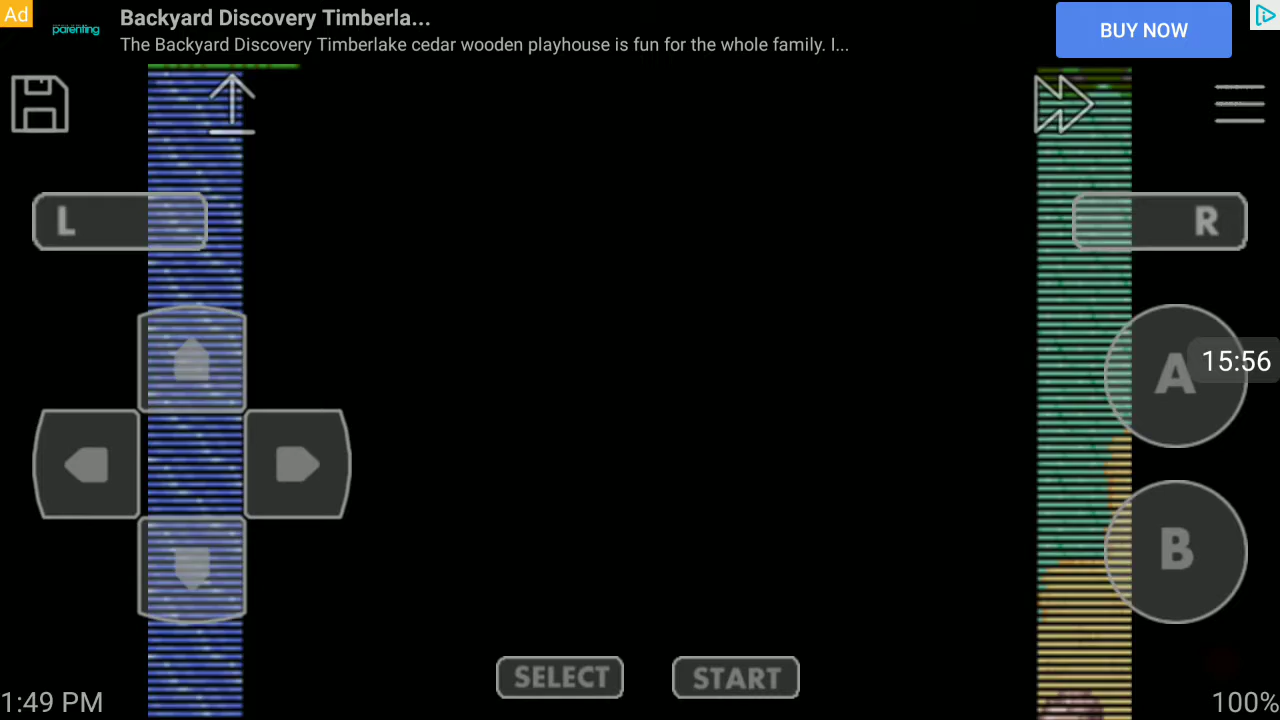 Ad
parenting
Backyard Discovery Timberla...
The Backyard Discovery Timberlake cedar wooden playhouse is fun for the whole family. I...
BUY NOW
L
R
A
15:56
B
SELECT
START
1:49 PM
100%